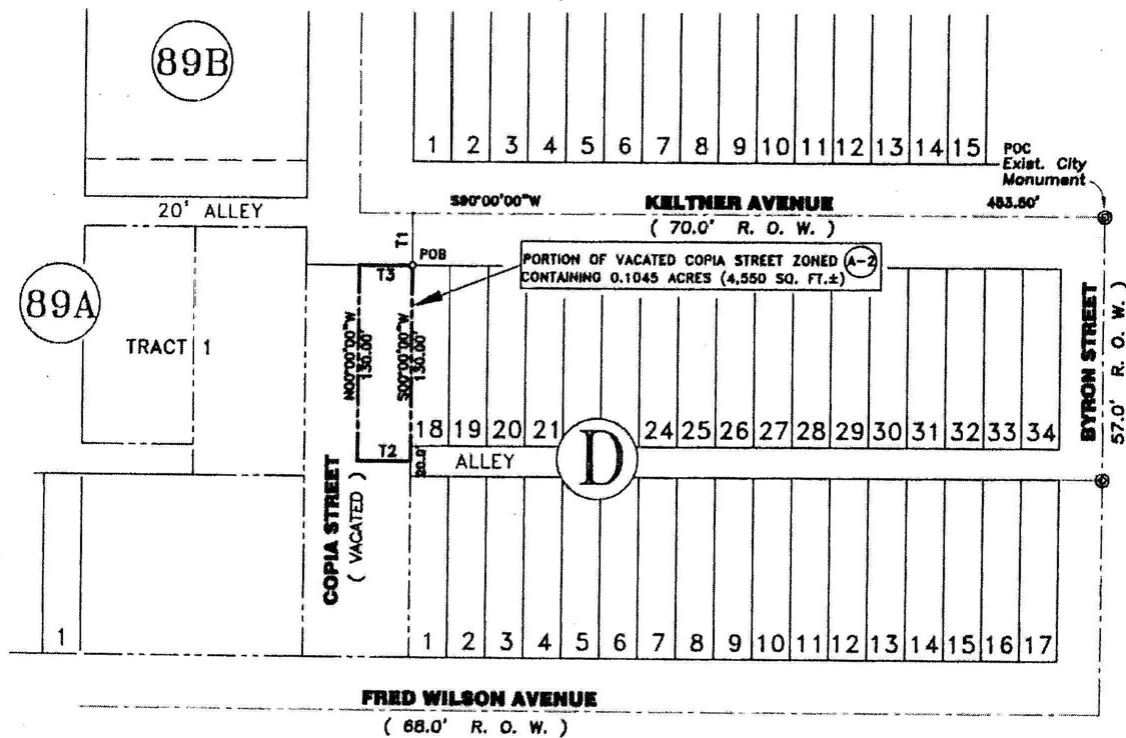 89B
1 2 3 4 5 6 7 8 9 10 11 12 13 14 15
POC
Exist. City
Monument
20' ALLEY
S90°00'00"W
KELTNER AVENUE
453.50'
( 70.0' R. O. W. )
T1
POB
PORTION OF VACATED COPIA STREET ZONED A-2
CONTAINING 0.1045 ACRES (4,550 SQ. FT.±)
T3
89A
TRACT 1
N00°00'00"W
130.00'
S00°00'00"W
130.00'
BYRON STREET
57.0' R. O. W. )
18 19 20 21 24 25 26 27 28 29 30 31 32 33 34
T2
20.0'
ALLEY
D
COPIA STREET
( VACATED )
1
1 2 3 4 5 6 7 8 9 10 11 12 13 14 15 16 17
FRED WILSON AVENUE
( 68.0' R. O. W. )